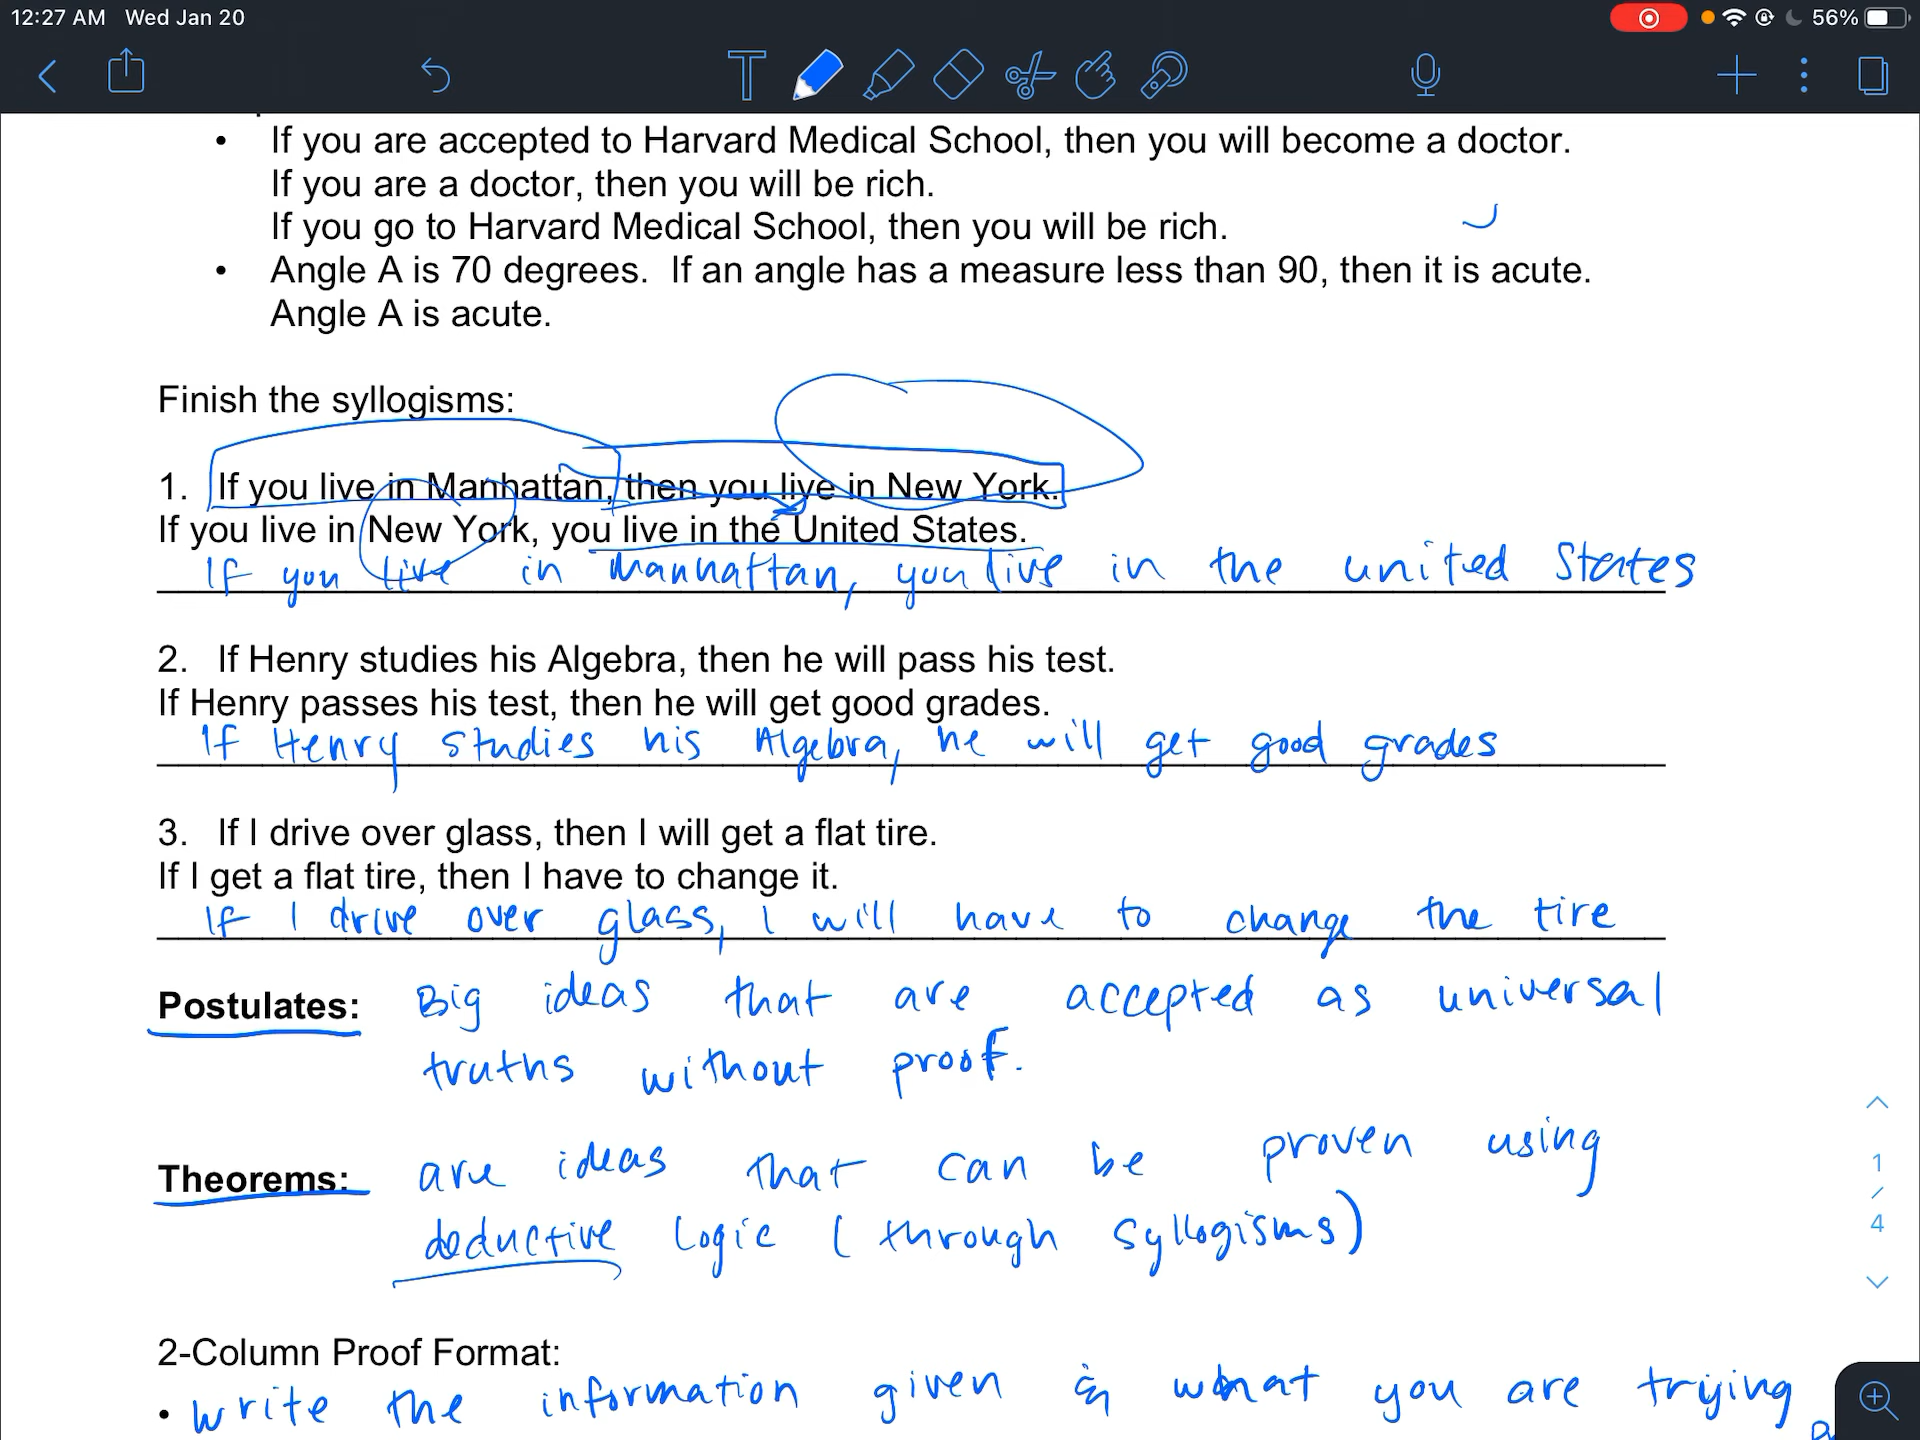 12:27 AM Wed Jan 20
56%
• If you are accepted to Harvard Medical School, then you will become a doctor.
If you are a doctor, then you will be rich.
If you go to Harvard Medical School, then you will be rich.
• Angle A is 70 degrees. If an angle has a measure less than 90, then it is acute.
Angle A is acute.
Finish the syllogisms:
1. If you live in Manhattan, then you live in New York.
If you live in New York, you live in the United States.
If you live in Manhattan, you live in the united States
2. If Henry studies his Algebra, then he will pass his test.
If Henry passes his test, then he will get good grades.
If Henry studies his Algebra, he will get good grades
3. If I drive over glass, then I will get a flat tire.
If I get a flat tire, then I have to change it.
If I drive over glass, I will have to change the tire
Postulates: Big ideas that are accepted as universal
truths without proof.
Theorems: are ideas that can be proven using
deductive logic (through syllogisms)
2-Column Proof Format:
• Write the information given & what you are trying
1
/
4